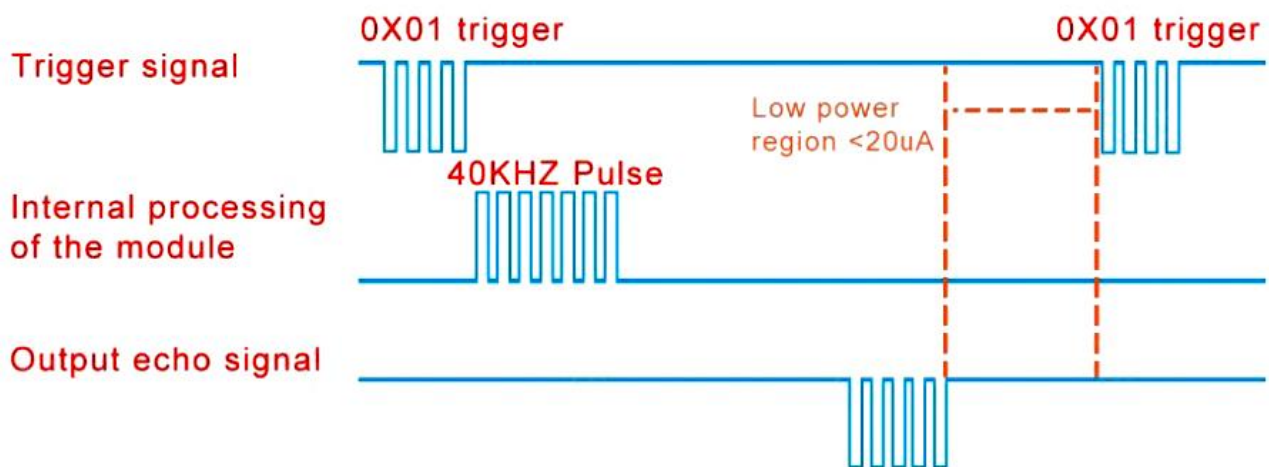 0X01 trigger
0X01 trigger
Trigger signal
Low power
region <20uA
40KHZ Pulse
Internal processing
of the module
Output echo signal